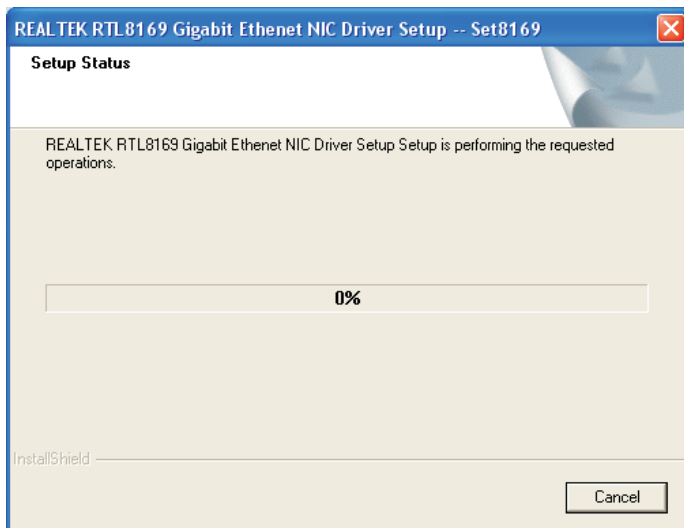 REALTEK RTL8169 Gigabit Ethenet NIC Driver Setup -- Set8169
Setup Status
REALTEK RTL8169 Gigabit Ethenet NIC Driver Setup Setup is performing the requested
operations.
0%
InstallShield
Cancel